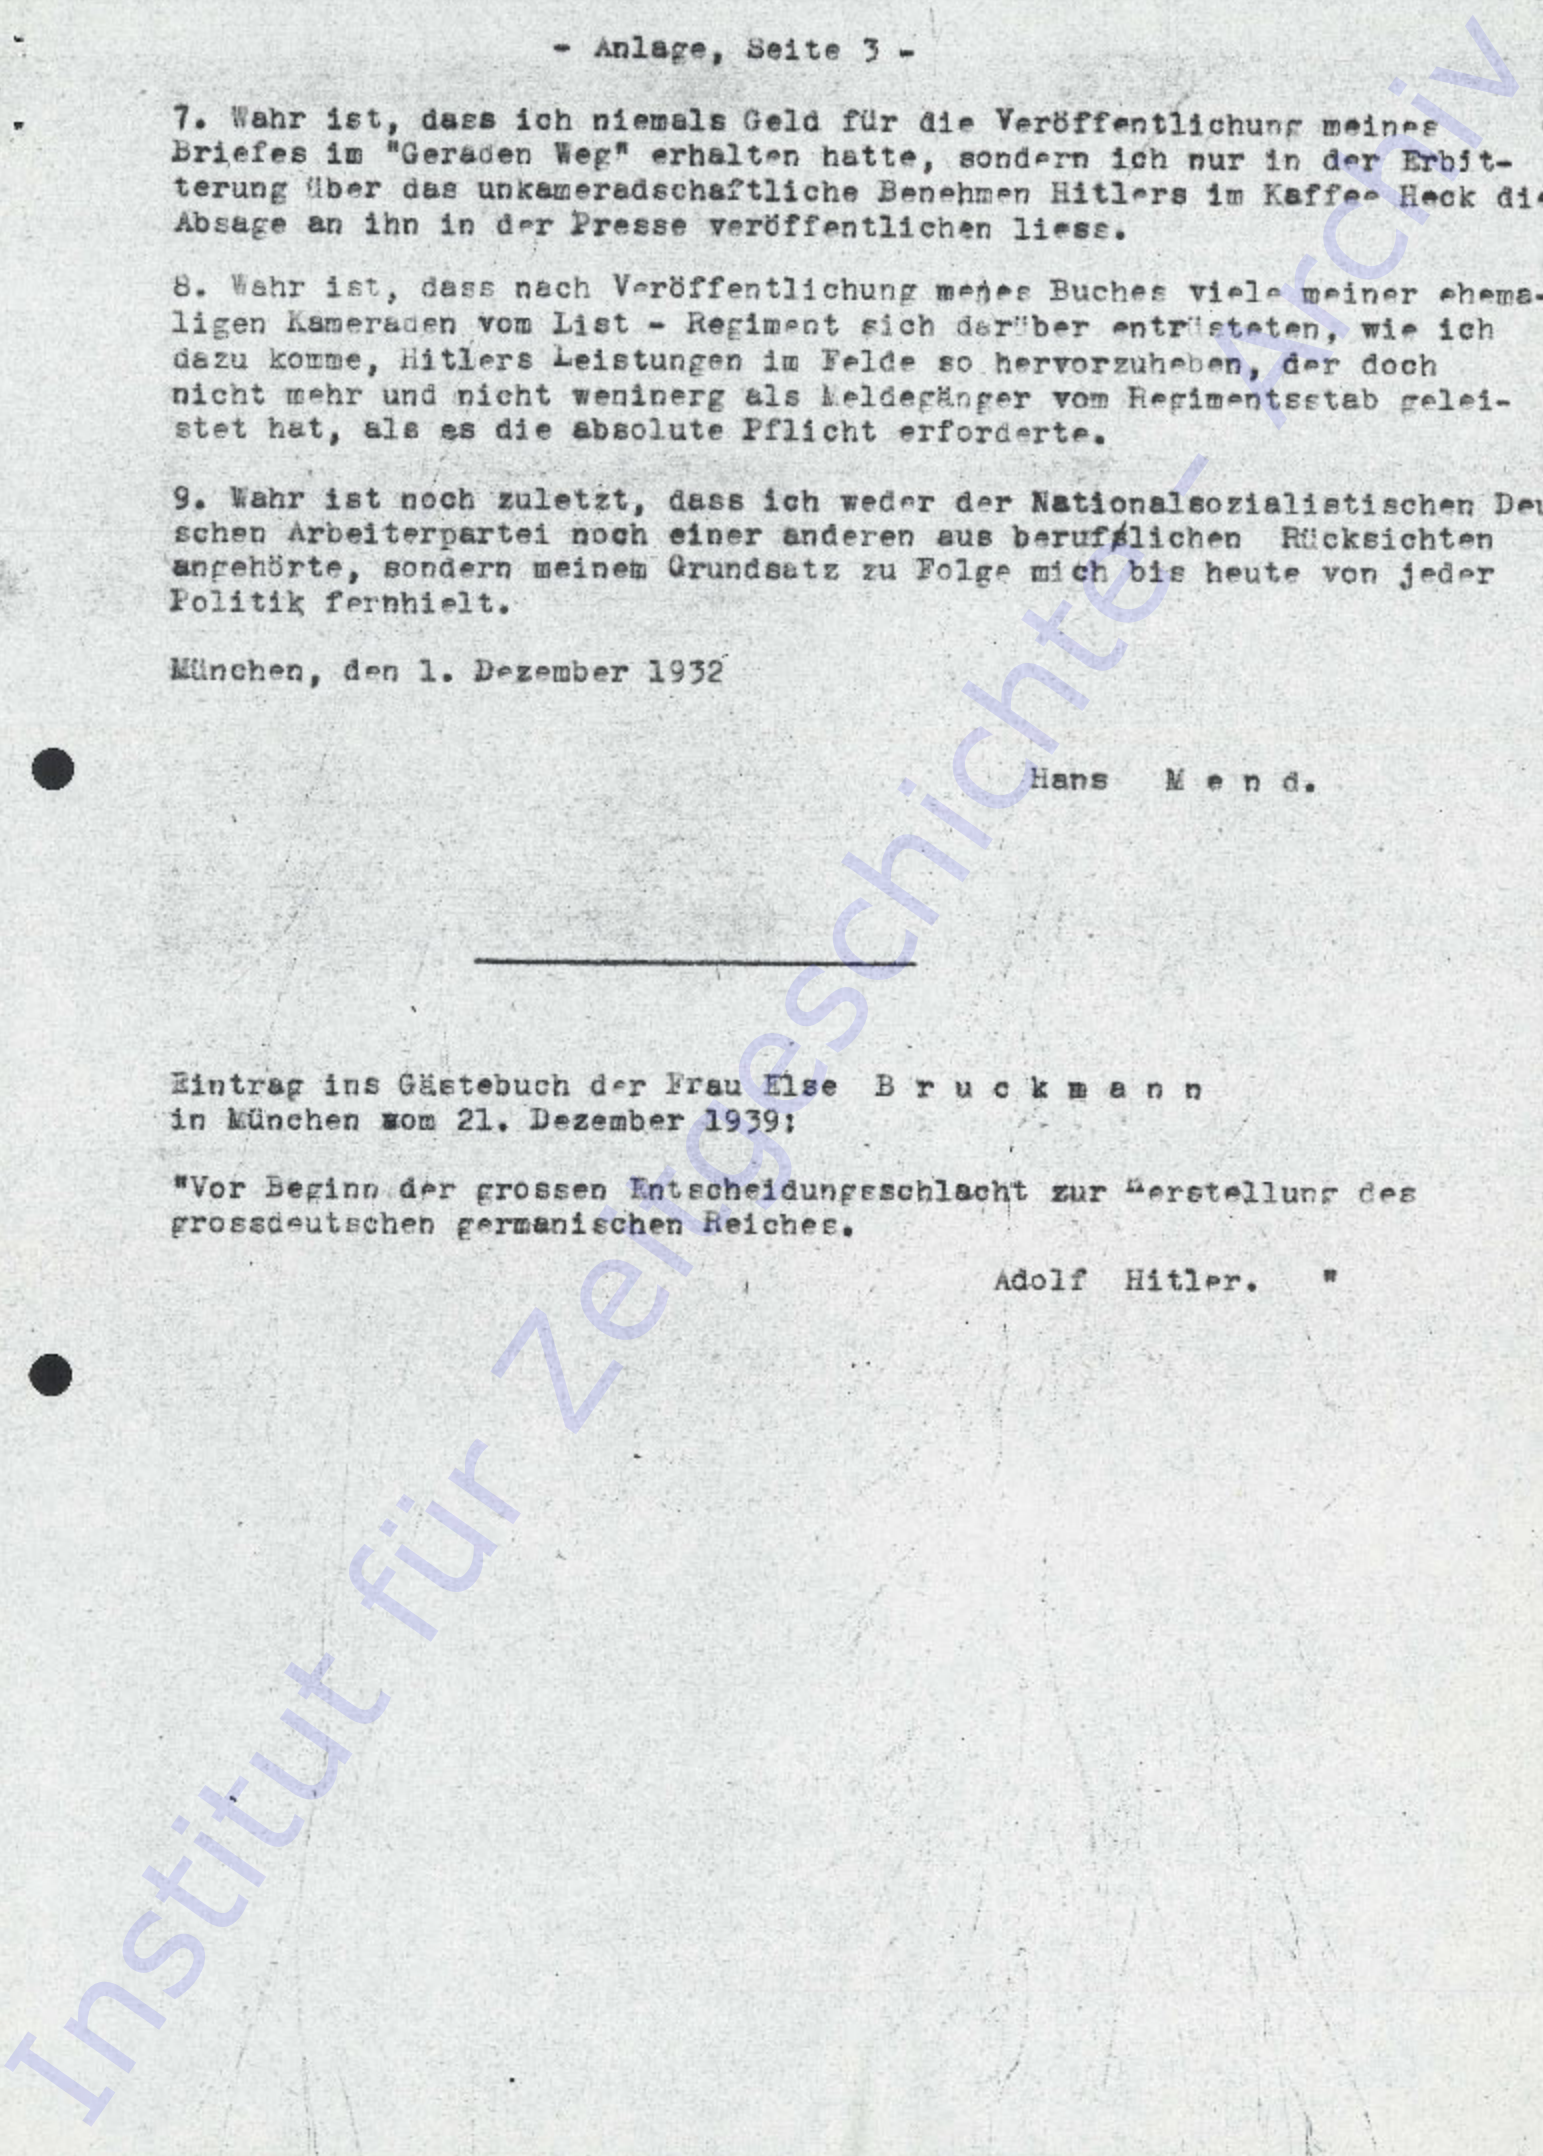 - Anlage, Seite 3 -
7. Wahr ist, dass ich niemals Geld für die Veröffentlichung meines
Briefes im "Geraden Weg" erhalten hatte, sondern ich nur in der Erbit-
terung über das unkameradschaftliche Benehmen Hitlers im Kaffee Heck die
Absage an ihn in der Presse veröffentlichen liess.
8. Wahr ist, dass nach Veröffentlichung meines Buches viele meiner ehema-
ligen Kameraden vom List - Regiment sich darüber entrüsteten, wie ich
dazu komme, Hitlers Leistungen im Felde so hervorzuheben, der doch
nicht mehr und nicht weninerg als Meldegänger vom Regimentsstab gelei-
stet hat, als es die absolute Pflicht erforderte.
9. Wahr ist noch zuletzt, dass ich weder der Nationalsozialistischen Deu
schen Arbeiterpartei noch einer anderen aus beruflichen Rücksichten
angehörte, sondern meinem Grundsatz zu Folge mich bis heute von jeder
Politik fernhielt.
München, den 1. Dezember 1932
Hans M e n d.
Eintrag ins Gästebuch der Frau Else B r u c k m a n n
in München vom 21. Dezember 1939:
"Vor Beginn der grossen Entscheidungsschlacht zur Herstellung des
grossdeutschen germanischen Reiches.
Adolf Hitler. "
Institut für Zeitgeschichte - Archiv